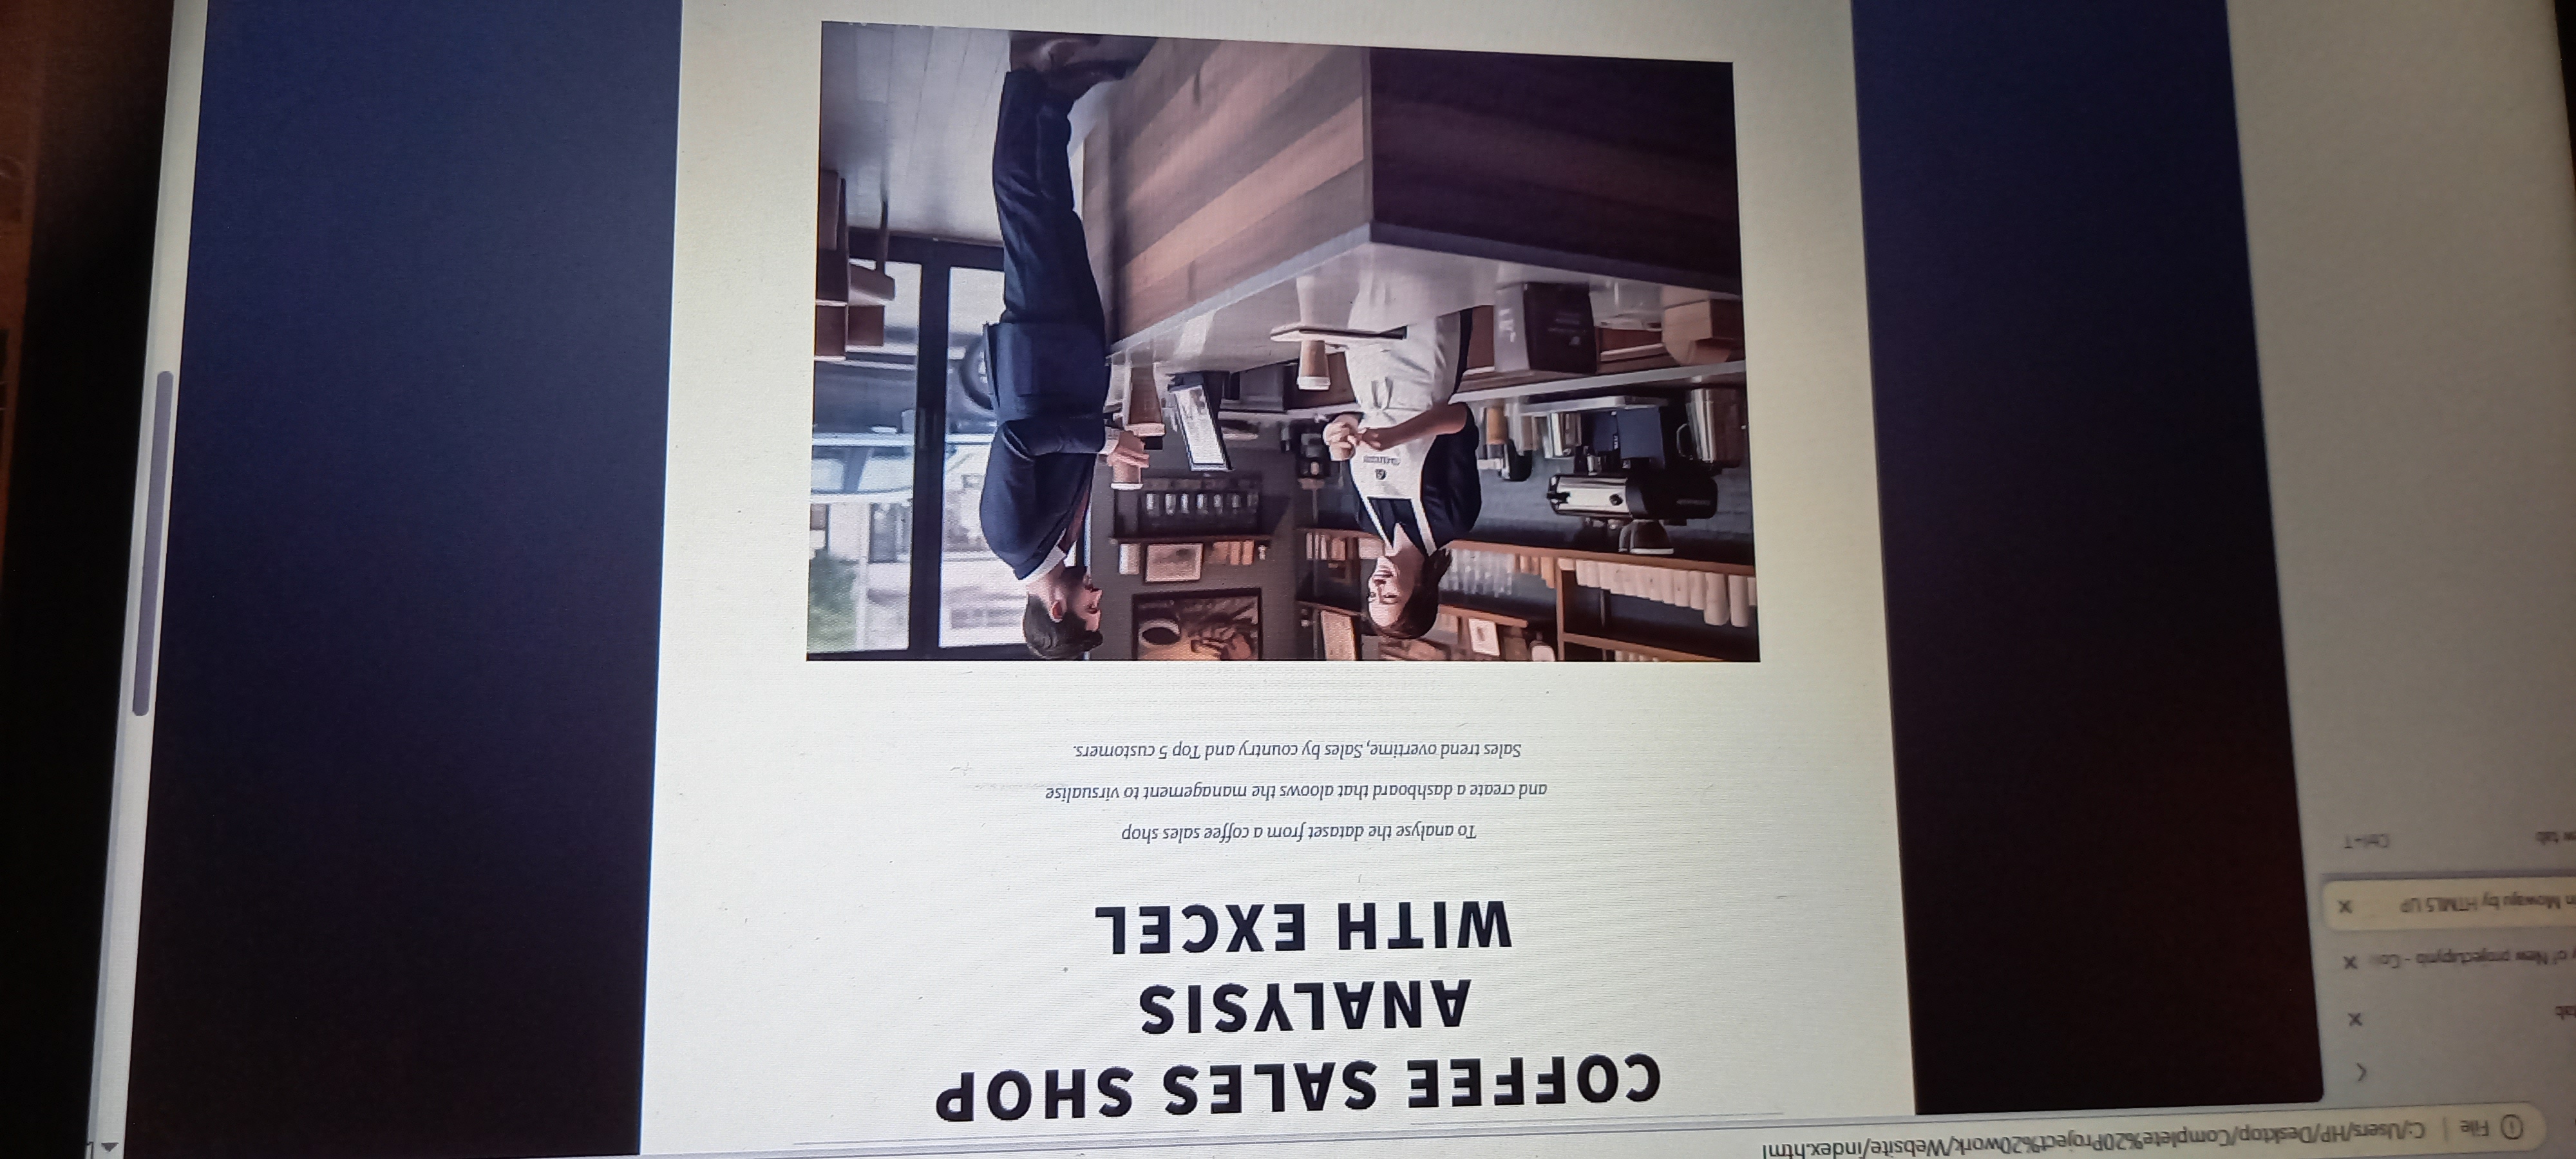 File
C:/Users/HP/Desktop/Complete%20Project%20work/Website/index.html
tab
of New project.ipynb - Co
Mowaju by HTML5 UP
tab
Ctrl+T
COFFEE SALES SHOP
ANALYSIS
WITH EXCEL
To analyse the dataset from a coffee sales shop
and create a dashboard that aloows the management to virsualise
Sales trend overtime, Sales by country and Top 5 customers.